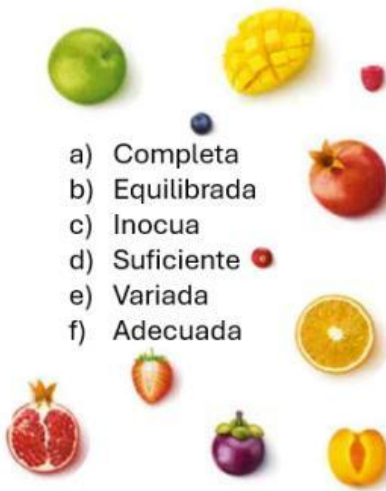 a) Completa
b) Equilibrada
c) Inocua
d) Suficiente
e) Variada
f) Adecuada